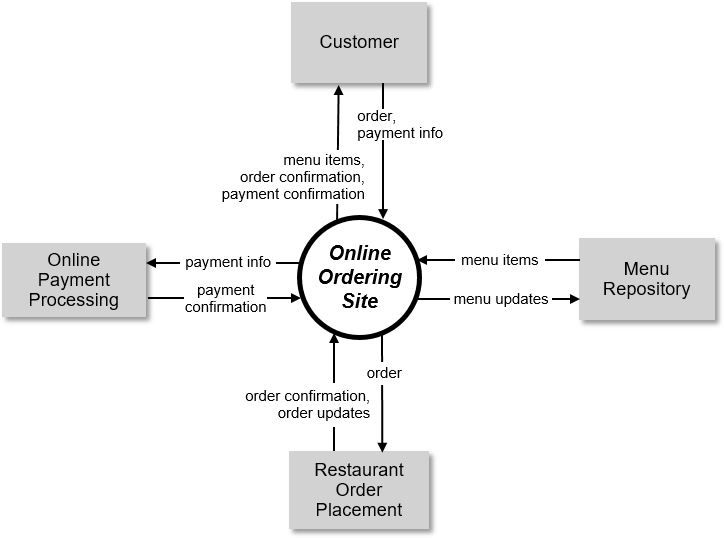 Customer
order,
payment info
menu items,
order confirmation,
payment confirmation
Online
Payment
Processing
payment info
payment
confirmation
Online
Ordering
Site
menu items
menu updates
Menu
Repository
order
order confirmation,
order updates
Restaurant
Order
Placement